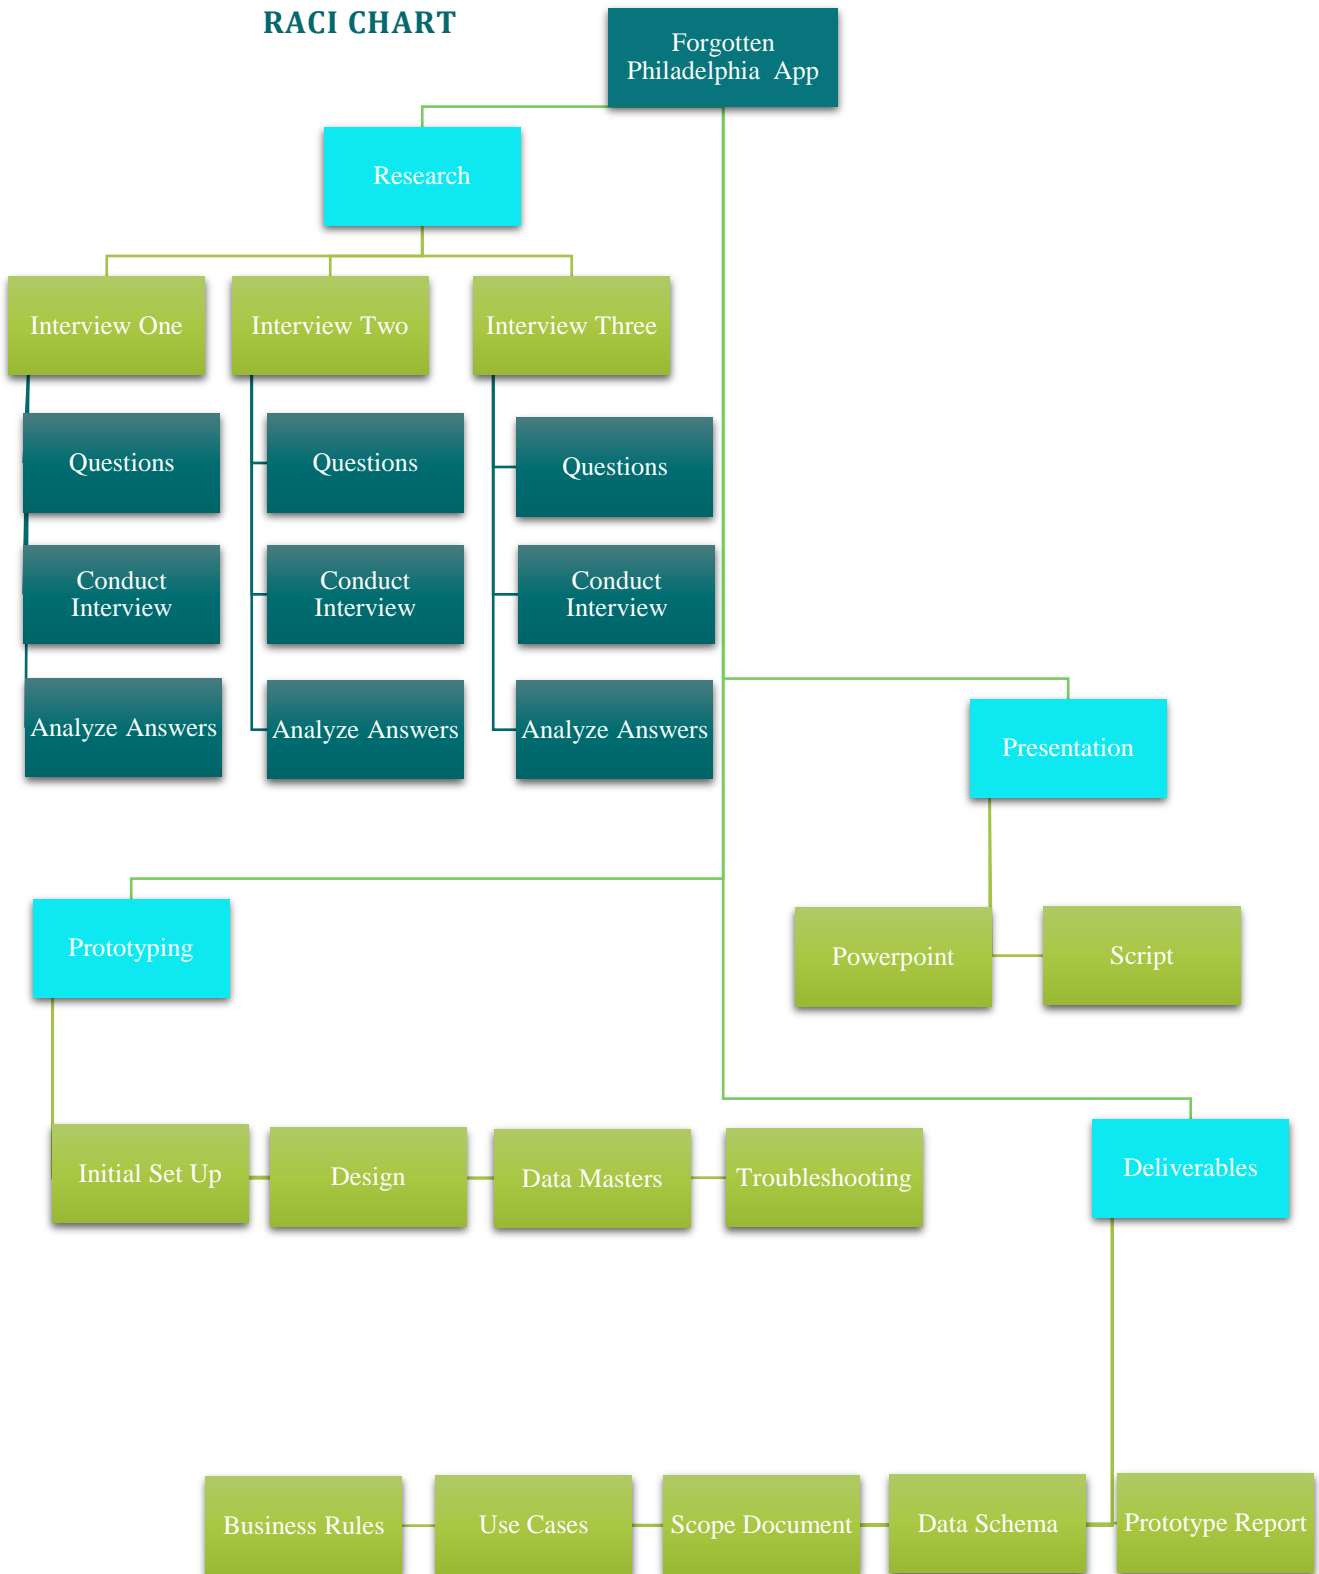 RACI CHART
Forgotten
Philadelphia App
Research
Interview One
Interview Two
Interview Three
Questions
Questions
Questions
Conduct
Interview
Conduct
Interview
Conduct
Interview
Analyze Answers
Analyze Answers
Analyze Answers
Presentation
Prototyping
Powerpoint
Script
Initial Set Up
Design
Data Masters
Troubleshooting
Deliverables
Business Rules
Use Cases
Scope Document
Data Schema
Prototype Report